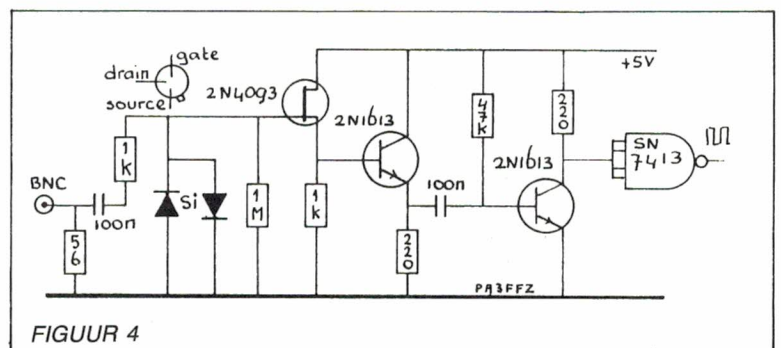 gate
drain
source
2N4093
+5V
2N1613
47k
220
SN
7413
2N1613
1k
BNC
100n
Si
1M
1k
100n
56
220
PA3FFZ
FIGUUR 4